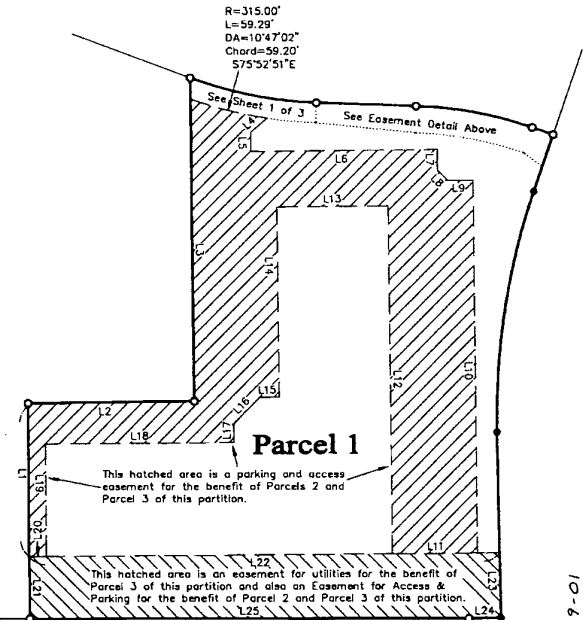 R=315.00'
L=59.29'
DA=10°47'02"
Chord=59.20'
S75°52'51"E
See Sheet 1 of 3
See Easement Detail Above
L4
L5
L6
L7
L8
L9
L13
L3
L14
L10
L12
L15
L16
L2
L17
L18
Parcel 1
This hatched area is a parking and access
easement for the benefit of Parcels 2 and
Parcel 3 of this partition.
L1
L19
L20
L11
L22
This hatched area is an easement for utilities for the benefit of
Parcel 3 of this partition and also an Easement for Access &
Parking for the benefit of Parcel 2 and Parcel 3 of this partition.
L21
L23
L25
L24